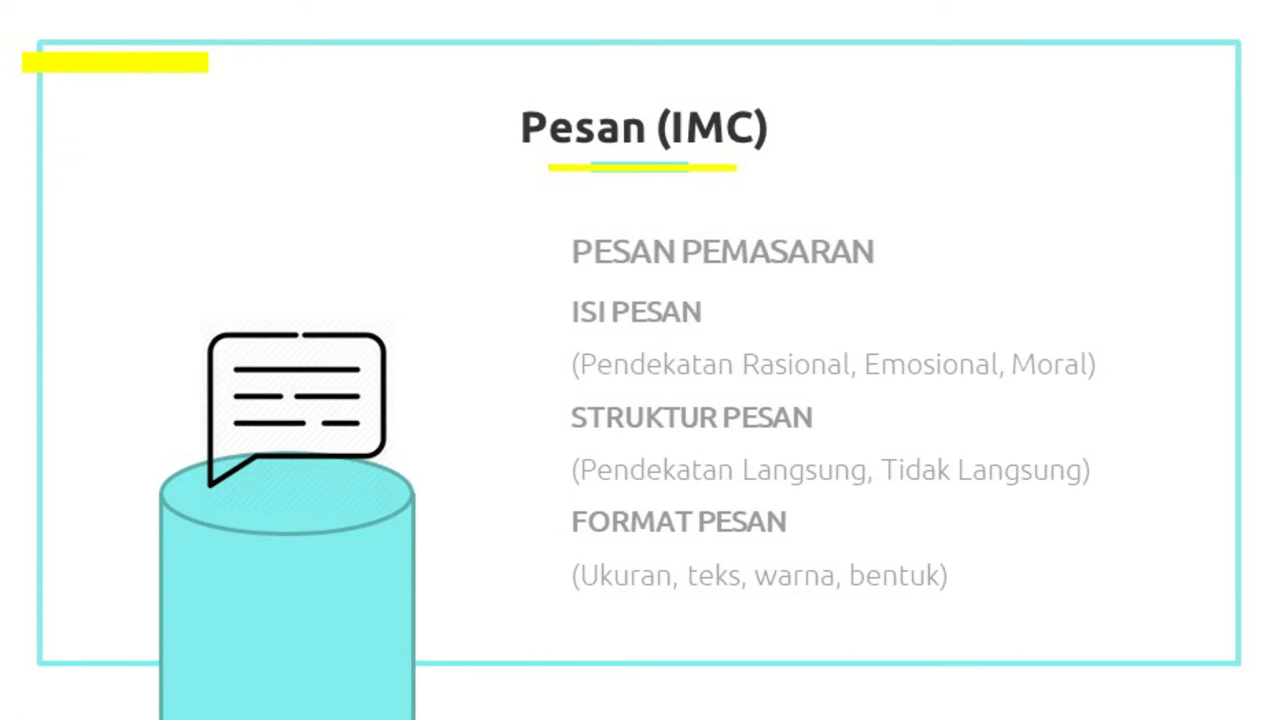 Pesan (IMC)
PESAN PEMASARAN
ISI PESAN
(Pendekatan Rasional, Emosional, Moral)
STRUKTUR PESAN
(Pendekatan Langsung, Tidak Langsung)
FORMAT PESAN
(Ukuran, teks, warna, bentuk)